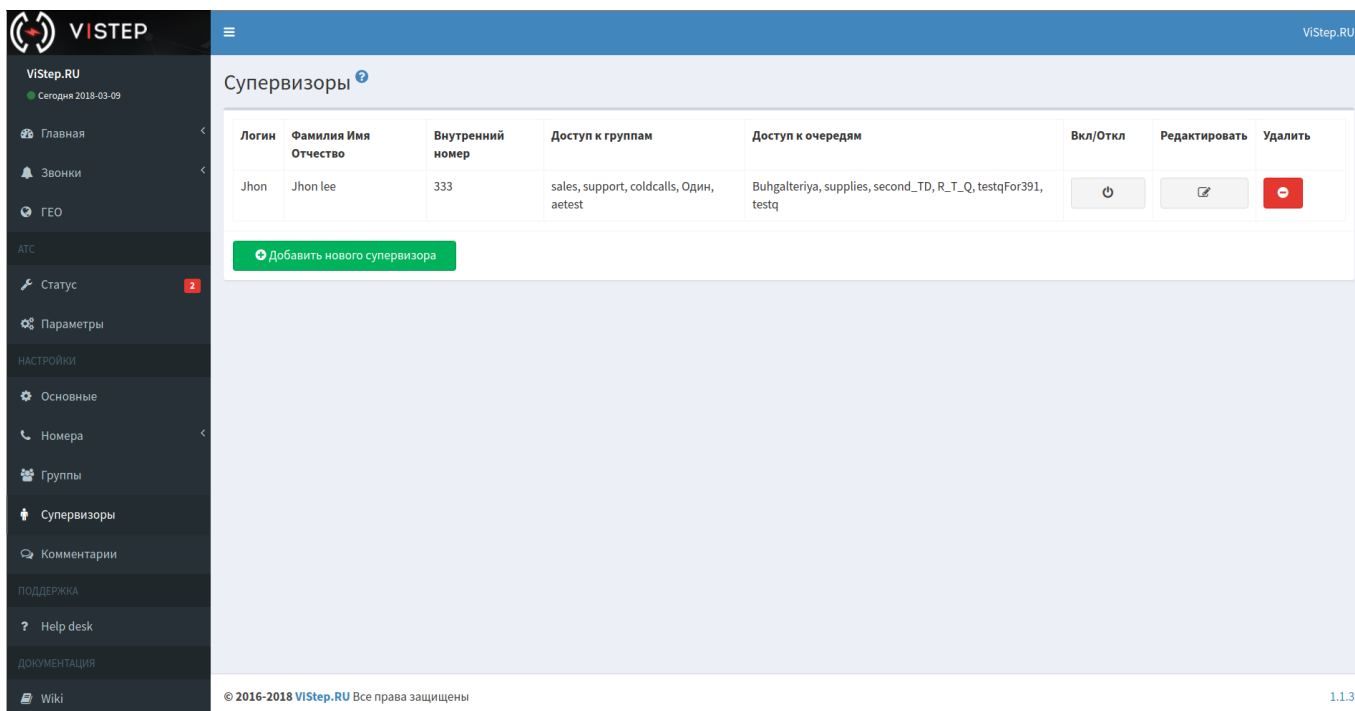 VISTEP
ViStep.RU
ViStep.RU
Сегодня 2018-03-09
Главная
Звонки
ГЕО
АТС
Статус 2
Параметры
НАСТРОЙКИ
Основные
Номера
Группы
Супервизоры
Комментарии
ПОДДЕРЖКА
Help desk
ДОКУМЕНТАЦИЯ
Wiki
Супервизоры
Логин Фамилия Имя Внутренний Доступ к группам Доступ к очередям Вкл/Откл Редактировать Удалить
Отчество номер
Jhon Jhon lee 333 sales, support, coldcalls, Один, Buhgalteriya, supplies, second_TD, R_T_Q, testqFor391,
aetest testq
Добавить нового супервизора
© 2016-2018 ViStep.RU Все права защищены 1.1.3